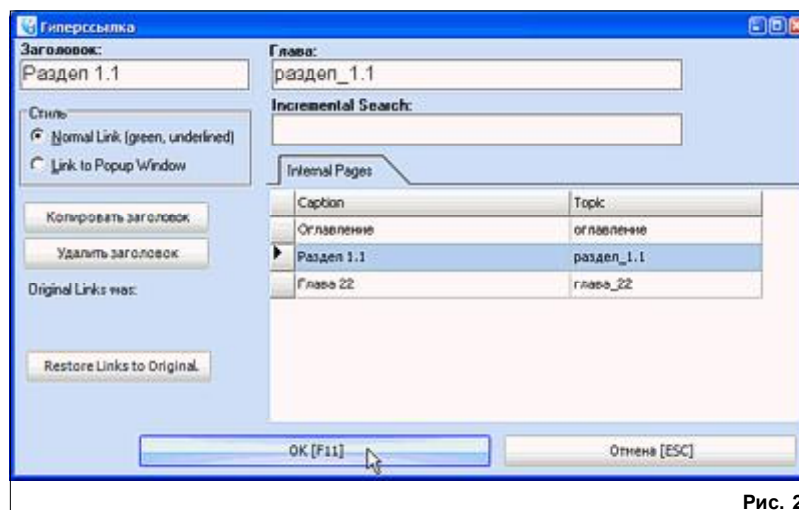 Гиперссылка
Заголовок:
Раздел 1.1
Глава:
раздел_1.1
Стиль
Normal Link (green, underlined)
Link to Popup Window
Incremental Search:
Internal Pages
Caption Topic
Оглавление оглавление
Раздел 1.1 раздел_1.1
Глава 22 глава_22
Копировать заголовок
Удалить заголовок
Original Links was:
Restore Links to Original.
OK [F11]
Отмена [ESC]
Рис. 2